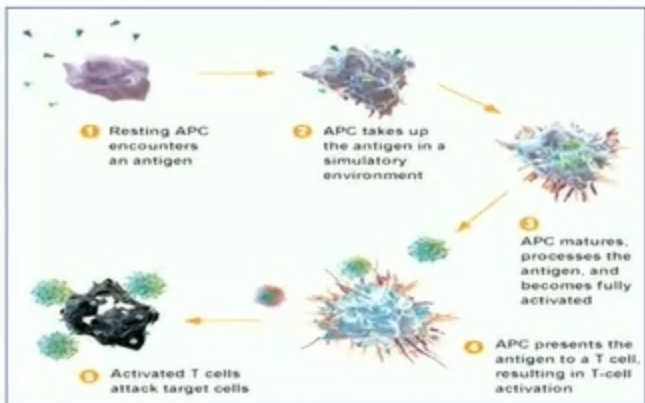 1 Resting APC
encounters
an antigen
2 APC takes up
the antigen in a
simulatory
environment
3
APC matures,
processes the
antigen, and
becomes fully
activated
4 APC presents the
antigen to a T cell,
resulting in T-cell
activation
5 Activated T cells
attack target cells